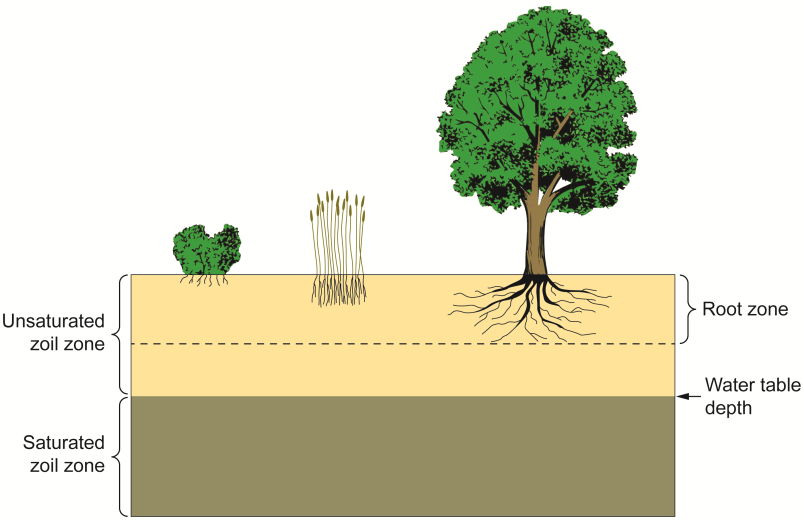 Unsaturated
zoil zone
Root zone
Water table
depth
Saturated
zoil zone